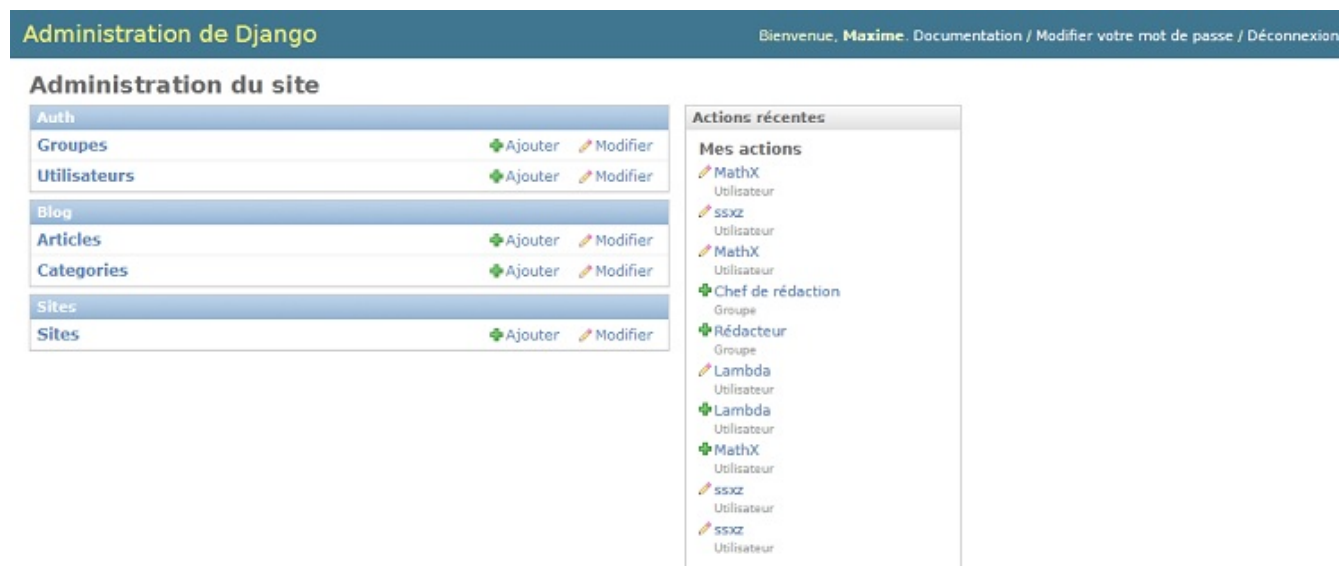 Administration de Django
Bienvenue, Maxime. Documentation / Modifier votre mot de passe / Déconnexion
Administration du site
Auth
Groupes Ajouter Modifier
Utilisateurs Ajouter Modifier
Blog
Articles Ajouter Modifier
Categories Ajouter Modifier
Sites
Sites Ajouter Modifier
Actions récentes
Mes actions
MathX
Utilisateur
ssxz
Utilisateur
MathX
Utilisateur
Chef de rédaction
Groupe
Rédacteur
Groupe
Lambda
Utilisateur
Lambda
Utilisateur
MathX
Utilisateur
ssxz
Utilisateur
ssxz
Utilisateur